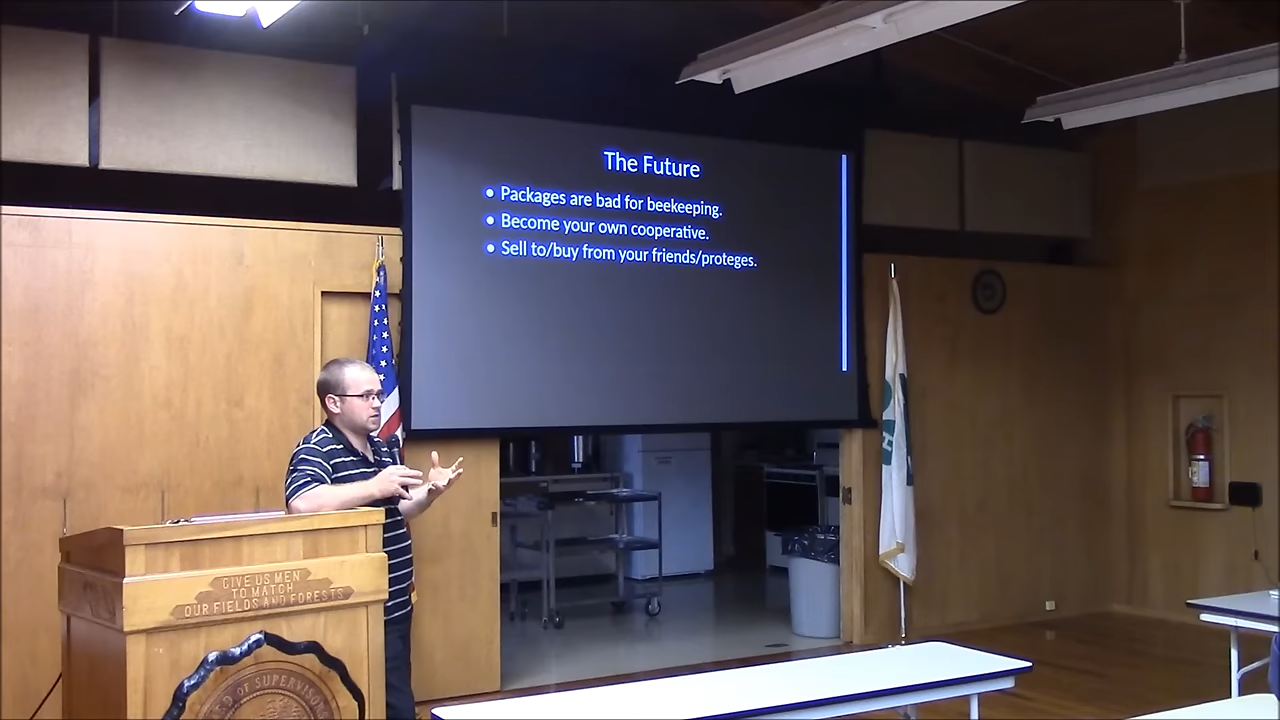 The Future
• Packages are bad for beekeeping.
• Become your own cooperative.
• Sell to/buy from your friends/proteges.
GIVE US MEN
TO MATCH
OUR FIELDS AND FORESTS
OF SUPERVISORS